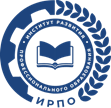 • ИНСТИТУТ РАЗВИТИЯ •
ПРОФЕССИОНАЛЬНОГО ОБРАЗОВАНИЯ
ИРПО